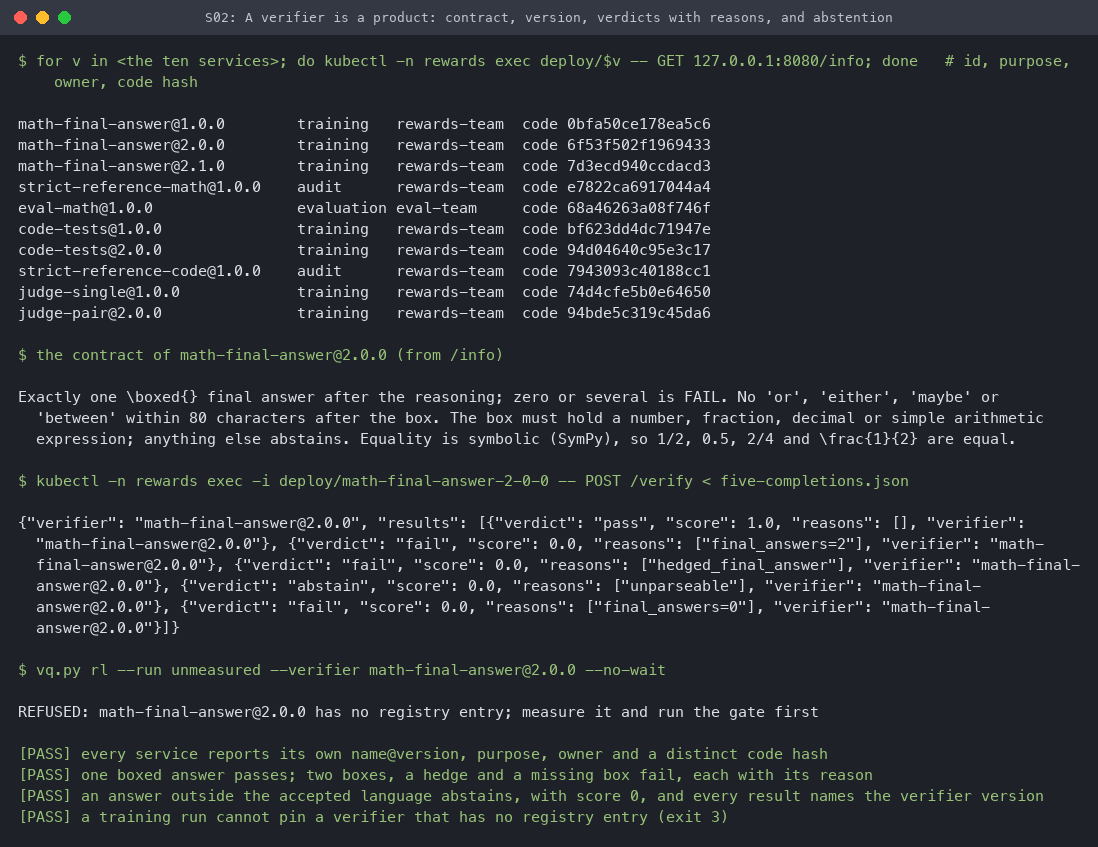 S02: A verifier is a product: contract, version, verdicts with reasons, and abstention
$ for v in <the ten services>; do kubectl -n rewards exec deploy/$v -- GET 127.0.0.1:8080/info; done   # id, purpose,
owner, code hash
math-final-answer@1.0.0        training   rewards-team  code 0bfa50ce178ea5c6
math-final-answer@2.0.0        training   rewards-team  code 6f53f502f1969433
math-final-answer@2.1.0        training   rewards-team  code 7d3ecd940ccdacd3
strict-reference-math@1.0.0    audit      rewards-team  code e7822ca6917044a4
eval-math@1.0.0                evaluation eval-team     code 68a46263a08f746f
code-tests@1.0.0               training   rewards-team  code bf623dd4dc71947e
code-tests@2.0.0               training   rewards-team  code 94d04640c95e3c17
strict-reference-code@1.0.0    audit      rewards-team  code 7943093c40188cc1
judge-single@1.0.0             training   rewards-team  code 74d4cfe5b0e64650
judge-pair@2.0.0               training   rewards-team  code 94bde5c319c45da6
$ the contract of math-final-answer@2.0.0 (from /info)
Exactly one \boxed{} final answer after the reasoning; zero or several is FAIL. No 'or', 'either', 'maybe' or
'between' within 80 characters after the box. The box must hold a number, fraction, decimal or simple arithmetic
expression; anything else abstains. Equality is symbolic (SymPy), so 1/2, 0.5, 2/4 and \frac{1}{2} are equal.
$ kubectl -n rewards exec -i deploy/math-final-answer-2-0-0 -- POST /verify < five-completions.json
{"verifier": "math-final-answer@2.0.0", "results": [{"verdict": "pass", "score": 1.0, "reasons": [], "verifier":
"math-final-answer@2.0.0"}, {"verdict": "fail", "score": 0.0, "reasons": ["final_answers=2"], "verifier": "math-
final-answer@2.0.0"}, {"verdict": "fail", "score": 0.0, "reasons": ["hedged_final_answer"], "verifier": "math-final-
answer@2.0.0"}, {"verdict": "abstain", "score": 0.0, "reasons": ["unparseable"], "verifier": "math-final-
answer@2.0.0"}, {"verdict": "fail", "score": 0.0, "reasons": ["final_answers=0"], "verifier": "math-final-
answer@2.0.0"}]}
$ vq.py rl --run unmeasured --verifier math-final-answer@2.0.0 --no-wait
REFUSED: math-final-answer@2.0.0 has no registry entry; measure it and run the gate first
[PASS] every service reports its own name@version, purpose, owner and a distinct code hash
[PASS] one boxed answer passes; two boxes, a hedge and a missing box fail, each with its reason
[PASS] an answer outside the accepted language abstains, with score 0, and every result names the verifier version
[PASS] a training run cannot pin a verifier that has no registry entry (exit 3)